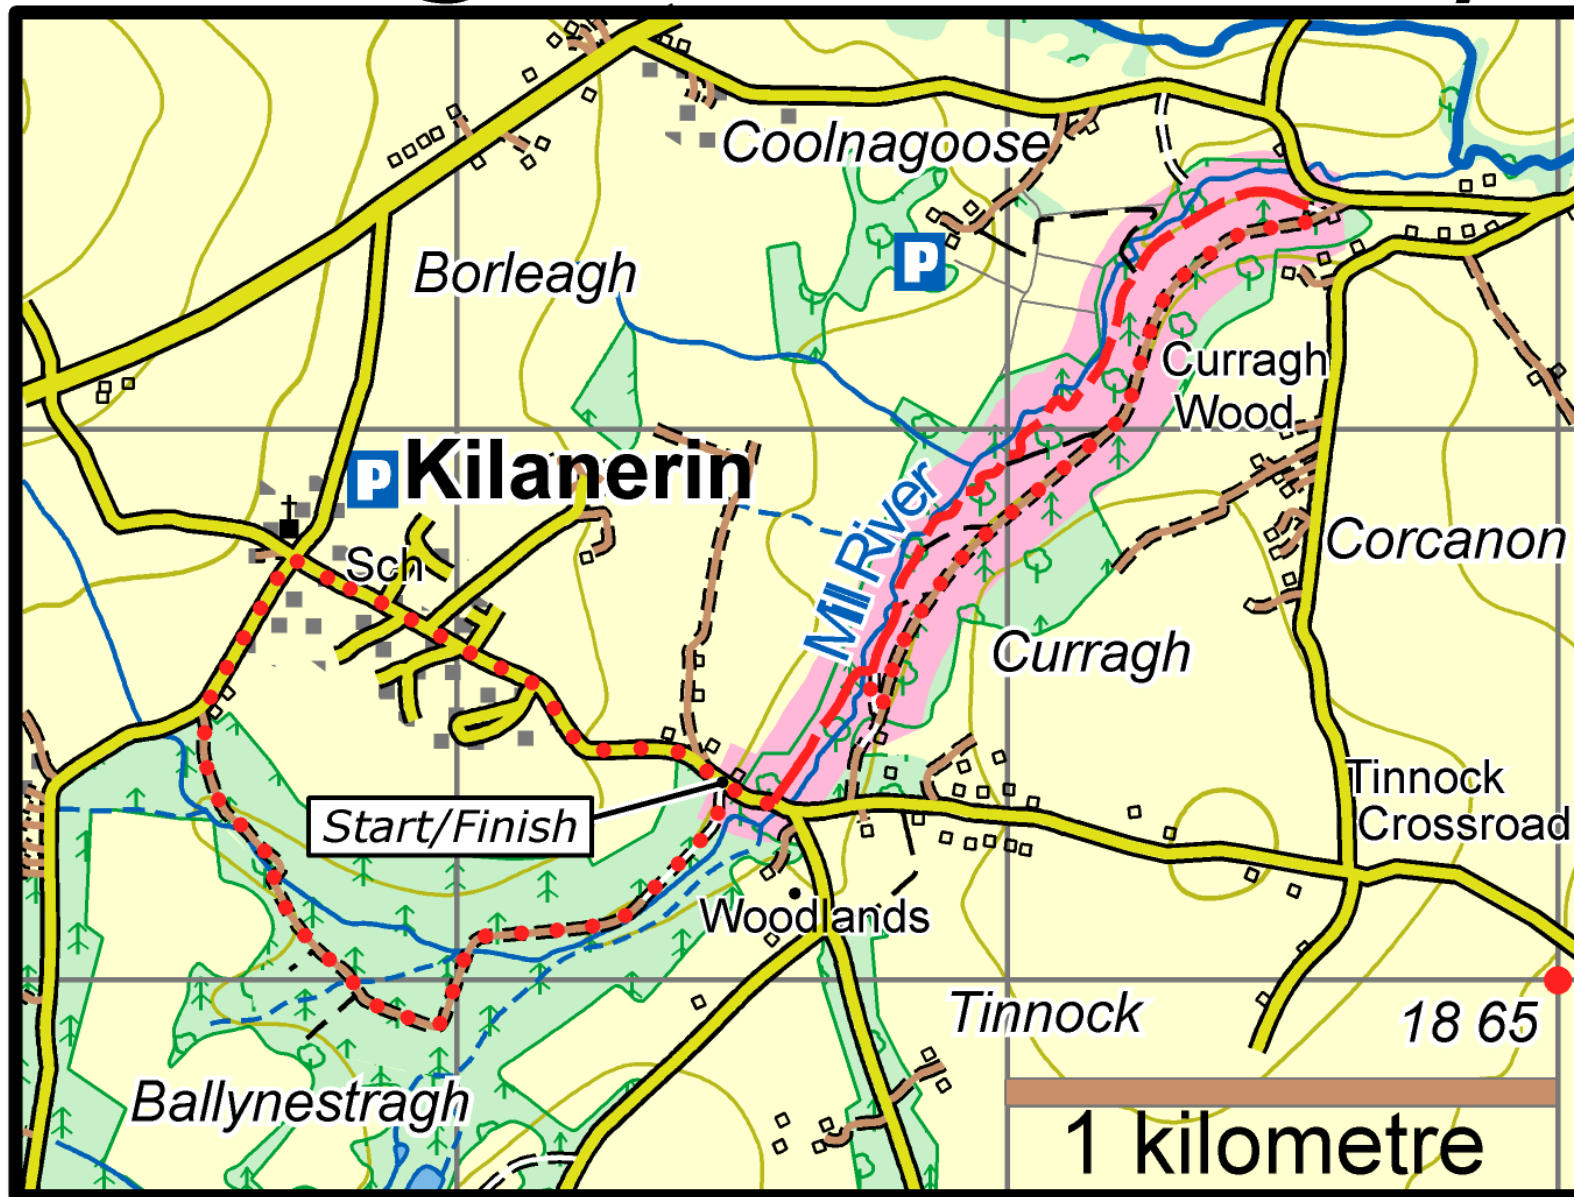 Coolnagoose
Borleagh
P
Curragh
Wood
P Kilanerin
Mill River
Sch
Corcanon
Curragh
Tinnock
Crossroad
Start/Finish
Woodlands
Tinnock
18 65
Ballynestragh
1 kilometre